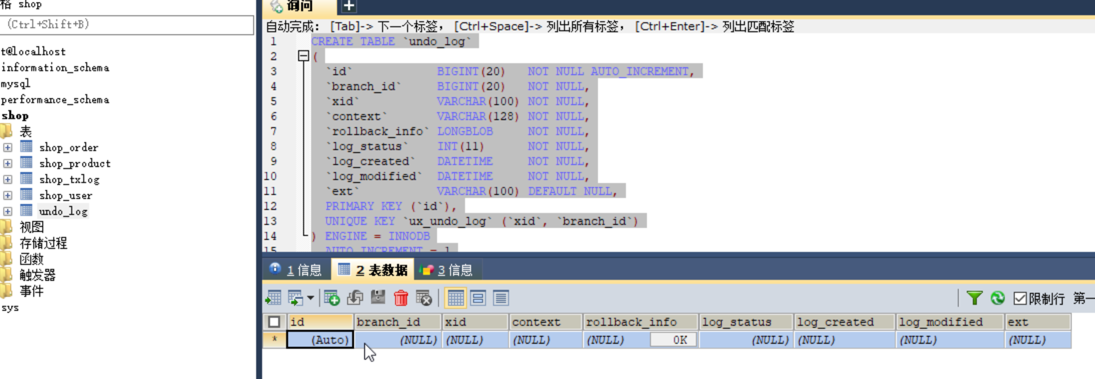 格 shop
(Ctrl+Shift+B)
t@localhost
information_schema
mysql
performance_schema
shop
表
shop_order
shop_product
shop_txlog
shop_user
undo_log
视图
存储过程
函数
触发器
事件
sys
询问
自动完成: [Tab]-> 下一个标签, [Ctrl+Space]-> 列出所有标签, [Ctrl+Enter]-> 列出匹配标签
1 CREATE TABLE `undo_log`
2 (
3 `id` BIGINT(20) NOT NULL AUTO_INCREMENT,
4 `branch_id` BIGINT(20) NOT NULL,
5 `xid` VARCHAR(100) NOT NULL,
6 `context` VARCHAR(128) NOT NULL,
7 `rollback_info` LONGBLOB NOT NULL,
8 `log_status` INT(11) NOT NULL,
9 `log_created` DATETIME NOT NULL,
10 `log_modified` DATETIME NOT NULL,
11 `ext` VARCHAR(100) DEFAULT NULL,
12 PRIMARY KEY (`id`),
13 UNIQUE KEY `ux_undo_log` (`xid`, `branch_id`)
14 ) ENGINE = INNODB
15 AUTO_INCREMENT = 1
1 信息 2 表数据 3 信息
限制行 第一
id branch_id xid context rollback_info log_status log_created log_modified ext
* (Auto) (NULL) (NULL) (NULL) (NULL) 0K (NULL) (NULL) (NULL) (NULL)